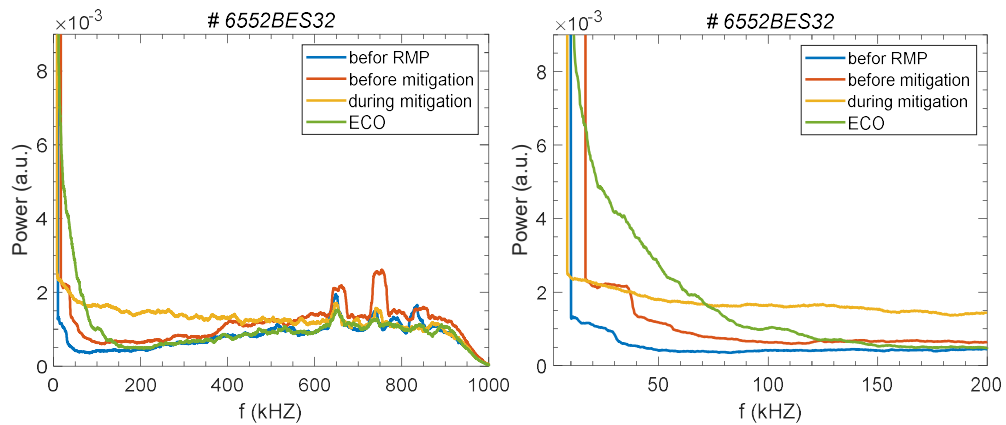 # 6552BES32
×10⁻³
8
6
4
2
0
Power (a.u.)
befor RMP
before mitigation
during mitigation
ECO
0 200 400 600 800 1000
f (kHZ)
# 6552BES32
×10⁻³
8
6
4
2
0
Power (a.u.)
befor RMP
before mitigation
during mitigation
ECO
50 100 150 200
f (kHZ)